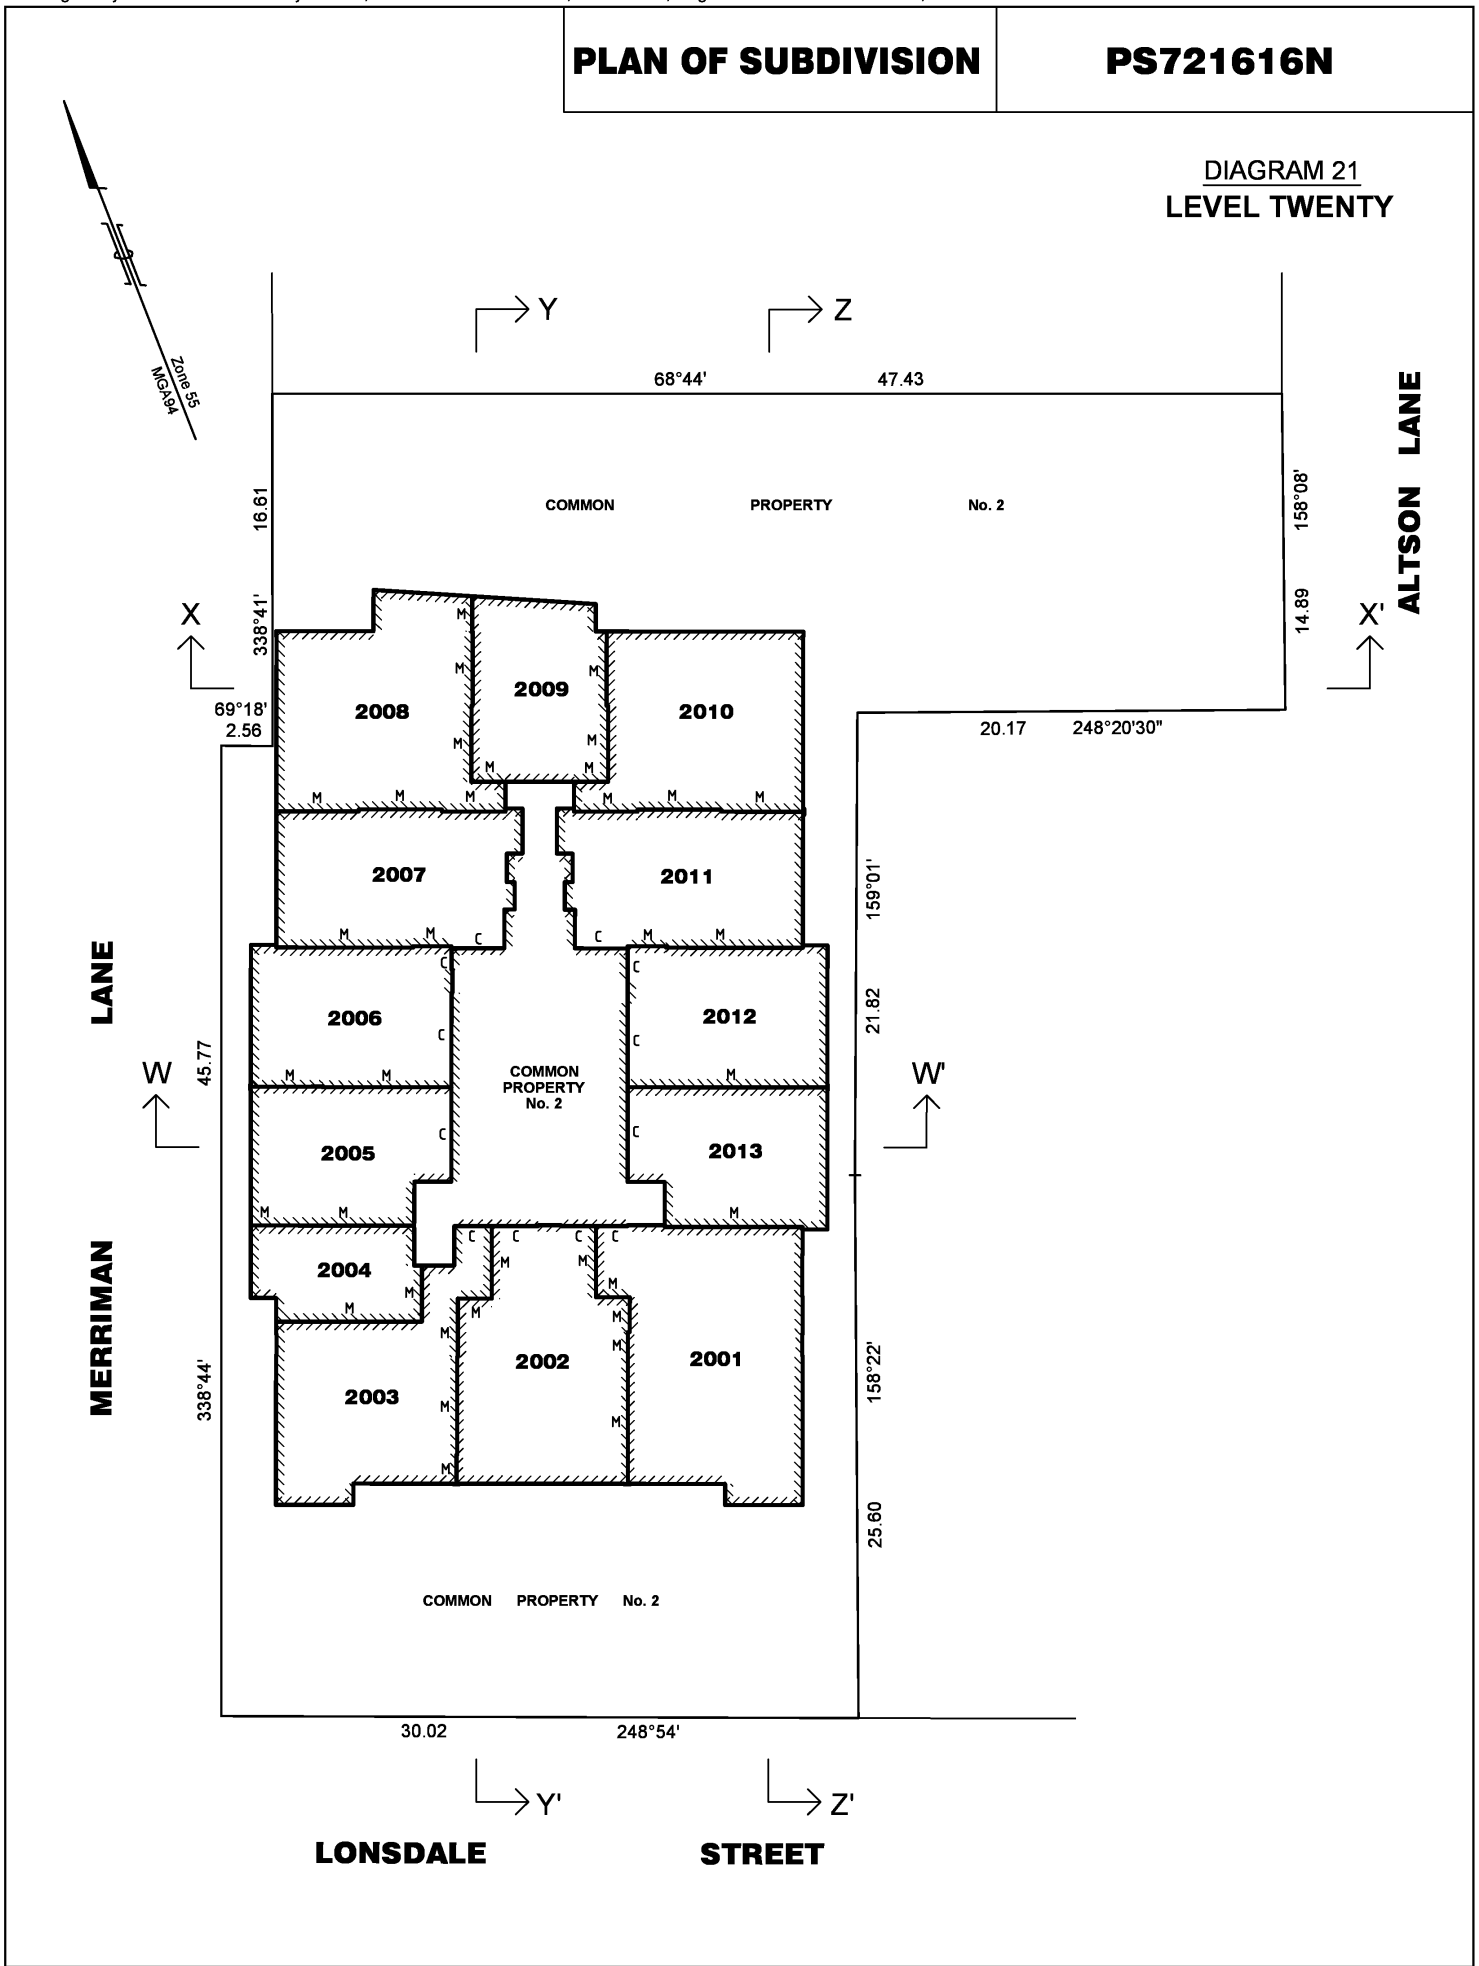 PLAN OF SUBDIVISION
PS721616N
DIAGRAM 21
LEVEL TWENTY
Zone 55
MGA94
Y
Z
68°44'
47.43
ALTSON LANE
16.61
338°41'
COMMON PROPERTY No. 2
158°08'
14.89
X
X'
69°18'
2.56
20.17
248°20'30"
M
M
M
M
M
M
M
M
2008
2009
2010
M
M
M
M
M
M
2007
2011
159°01'
M
M
C
C
M
M
C
C
2006
2012
21.82
C
C
M
M
M
MERRIMAN LANE
45.77
W
W'
COMMON
PROPERTY
No. 2
C
C
2005
2013
M
M
M
C
C
C
C
M
M
2004
M
M
M
M
M
M
M
M
2003
2002
2001
M
M
M
338°44'
158°22'
25.60
COMMON PROPERTY No. 2
30.02
248°54'
Y'
Z'
LONSDALE STREET